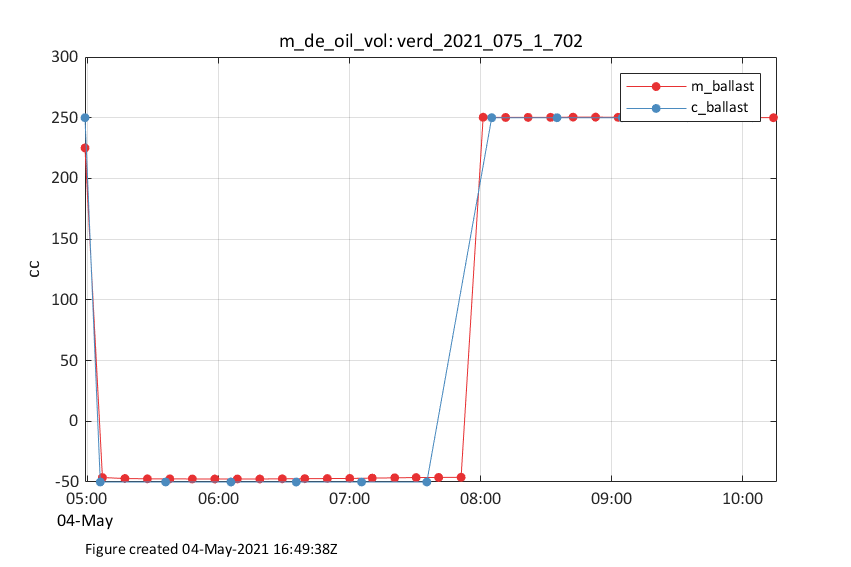 m_de_oil_vol: verd_2021_075_1_702
300
250
200
150
100
50
0
-50
cc
m_ballast
c_ballast
05:00 06:00 07:00 08:00 09:00 10:00
04-May
Figure created 04-May-2021 16:49:38Z